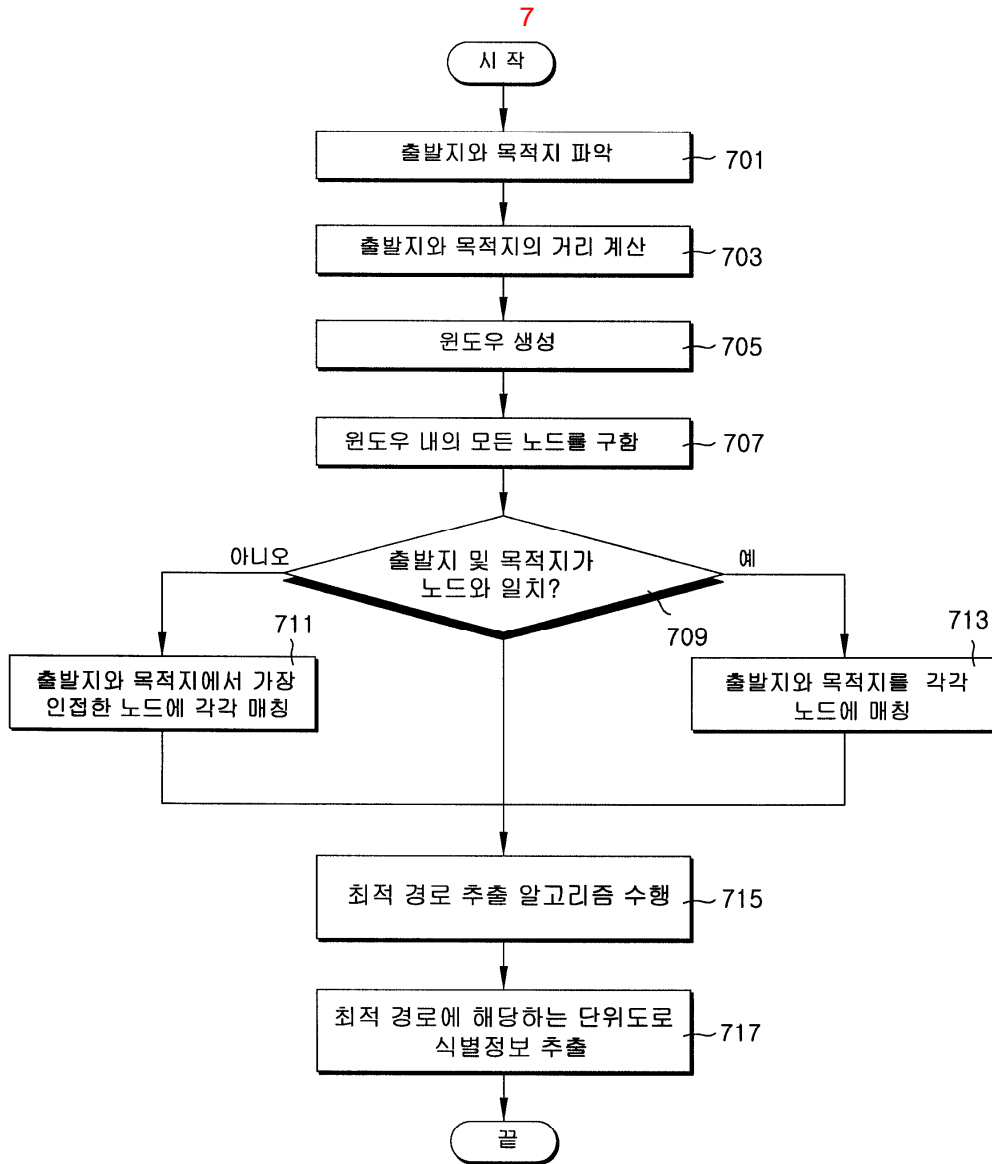 7
시 작
출발지와 목적지 파악
701
출발지와 목적지의 거리 계산
703
윈도우 생성
705
윈도우 내의 모든 노드를 구함
707
아니오
출발지 및 목적지가
노드와 일치?
예
709
711
출발지와 목적지에서 가장
인접한 노드에 각각 매칭
713
출발지와 목적지를 각각
노드에 매칭
최적 경로 추출 알고리즘 수행
715
최적 경로에 해당하는 단위도로
식별정보 추출
717
끝